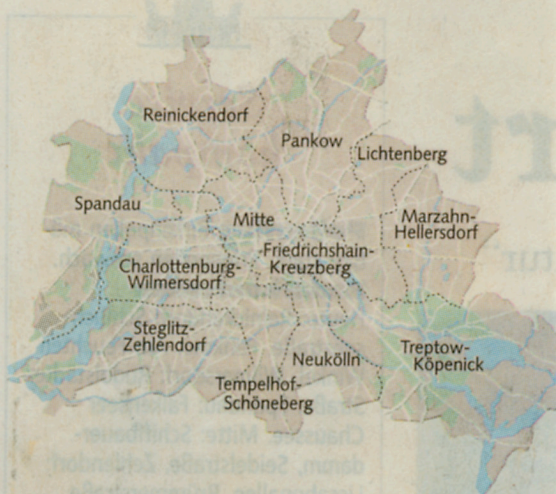 Reinickendorf
Pankow
Lichtenberg
Spandau
Mitte
Marzahn-
Hellersdorf
Friedrichshain-
Kreuzberg
Charlottenburg-
Wilmersdorf
Steglitz-
Zehlendorf
Neukölln
Treptow-
Köpenick
Tempelhof-
Schöneberg